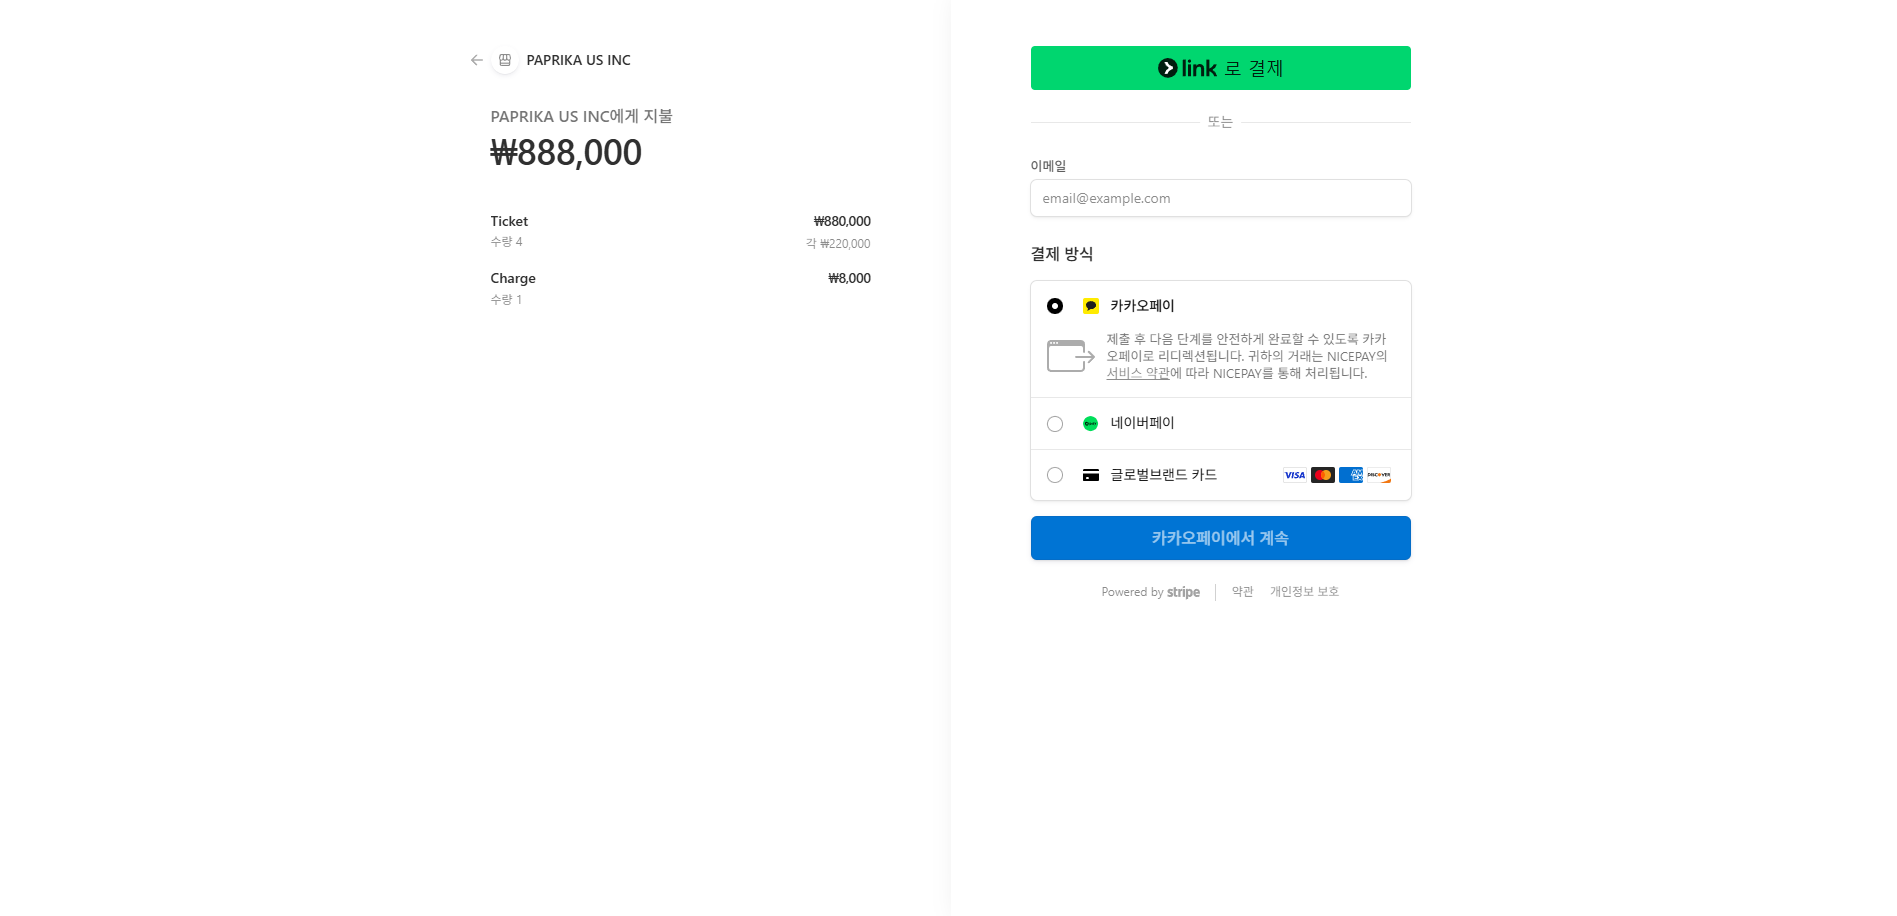 PAPRIKA US INC
PAPRIKA US INC에게 지불
₩888,000
Ticket ₩880,000
수량 4 각 ₩220,000
Charge ₩8,000
수량 1
link 로 결제
또는
이메일
email@example.com
결제 방식
카카오페이
제출 후 다음 단계를 안전하게 완료할 수 있도록 카카
오페이로 리디렉션됩니다. 귀하의 거래는 NICEPAY의
서비스 약관에 따라 NICEPAY를 통해 처리됩니다.
네이버페이
글로벌브랜드 카드 VISA AMEX DISCOVER
카카오페이에서 계속
Powered by stripe 약관 개인정보 보호